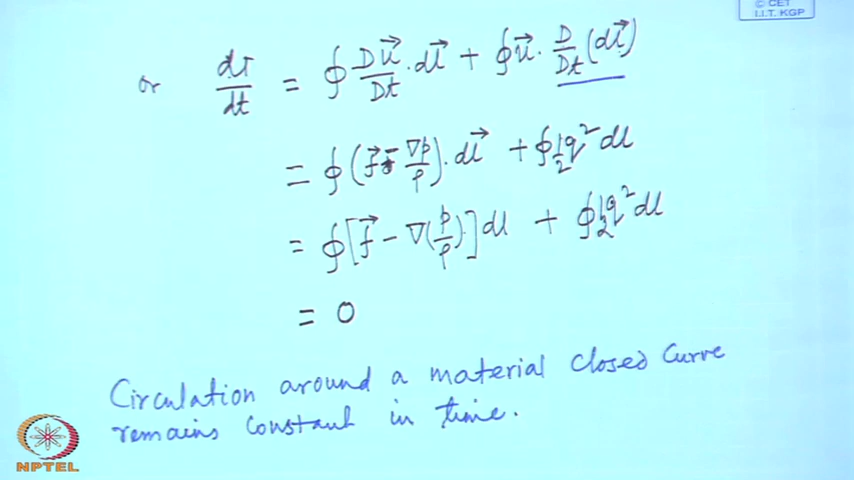 © CET
I.I.T. KGP
or dΓ/dt = ∮ Du⃗/Dt · dl⃗ + ∮ u⃗ · D/Dt (dl⃗)
= ∮ (f⃗ - ∇p/ρ) · dl⃗ + ∮ 1/2 q² dl
= ∮ [f⃗ - ∇(p/ρ)] dl + ∮ 1/2 q² dl
= 0
Circulation around a material closed curve
remains constant in time.
NPTEL